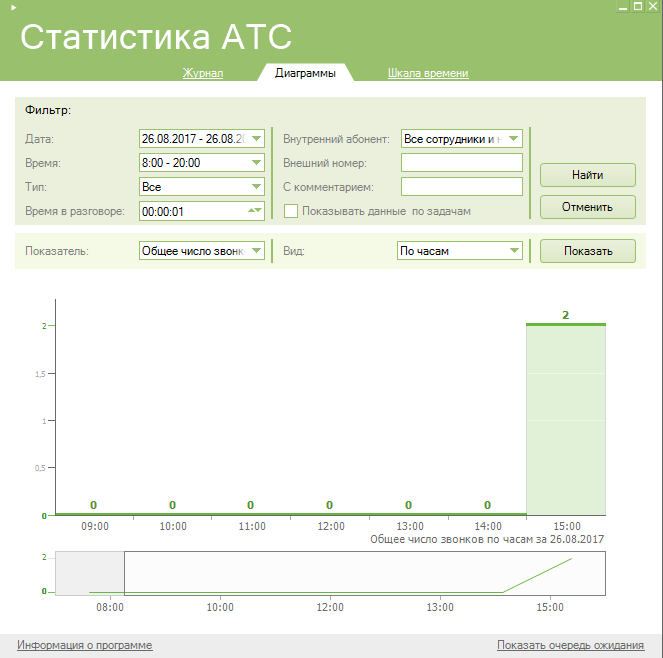 Статистика АТС
Журнал Диаграммы Шкала времени
Фильтр:
Дата: 26.08.2017 - 26.08.20 Внутренний абонент: Все сотрудники и
Время: 8:00 - 20:00 Внешний номер: Найти
Тип: Все С комментарием:
Время в разговоре: 00:00:01 Показывать данные по задачам Отменить
Показатель: Общее число звонк Вид: По часам Показать
2
2
1,5
1
0,5
0 0 0 0 0 0
0
09:00 10:00 11:00 12:00 13:00 14:00 15:00
Общее число звонков по часам за 26.08.2017
2
0
08:00 10:00 12:00 13:00 15:00
Информация о программе Показать очередь ожидания